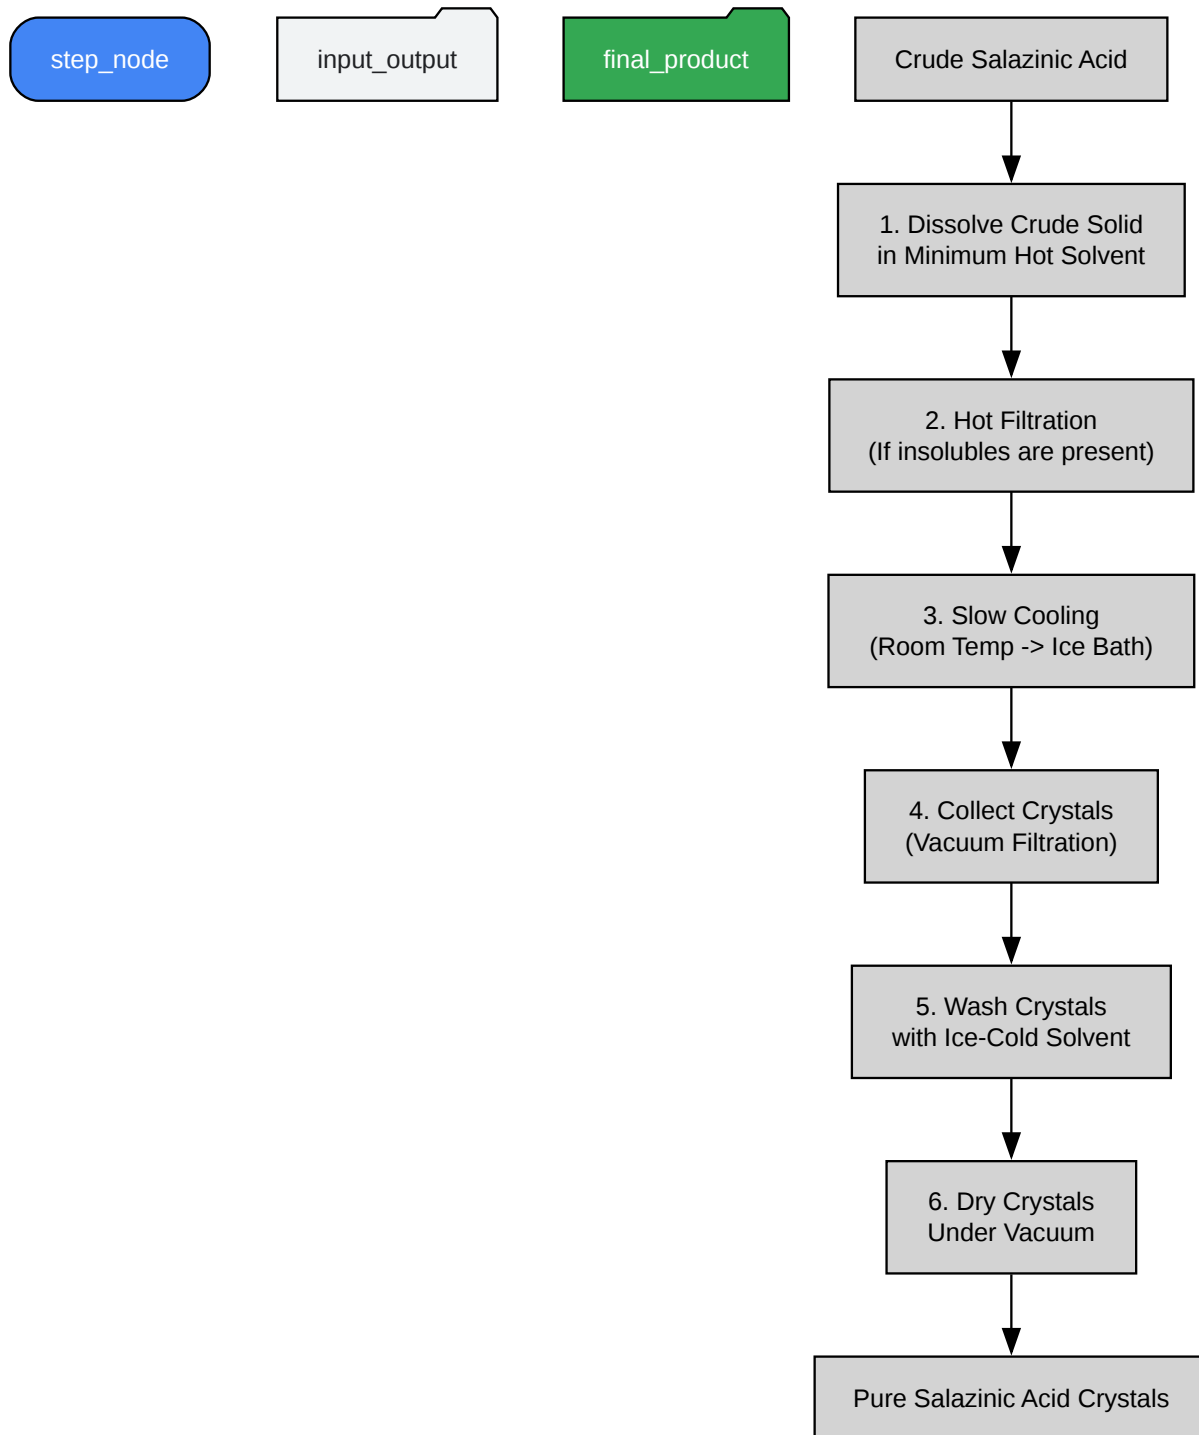 step_node
input_output
final_product
Crude Salazinic Acid
1. Dissolve Crude Solid
in Minimum Hot Solvent
2. Hot Filtration
(If insolubles are present)
3. Slow Cooling
(Room Temp -> Ice Bath)
4. Collect Crystals
(Vacuum Filtration)
5. Wash Crystals
with Ice-Cold Solvent
6. Dry Crystals
Under Vacuum
Pure Salazinic Acid Crystals